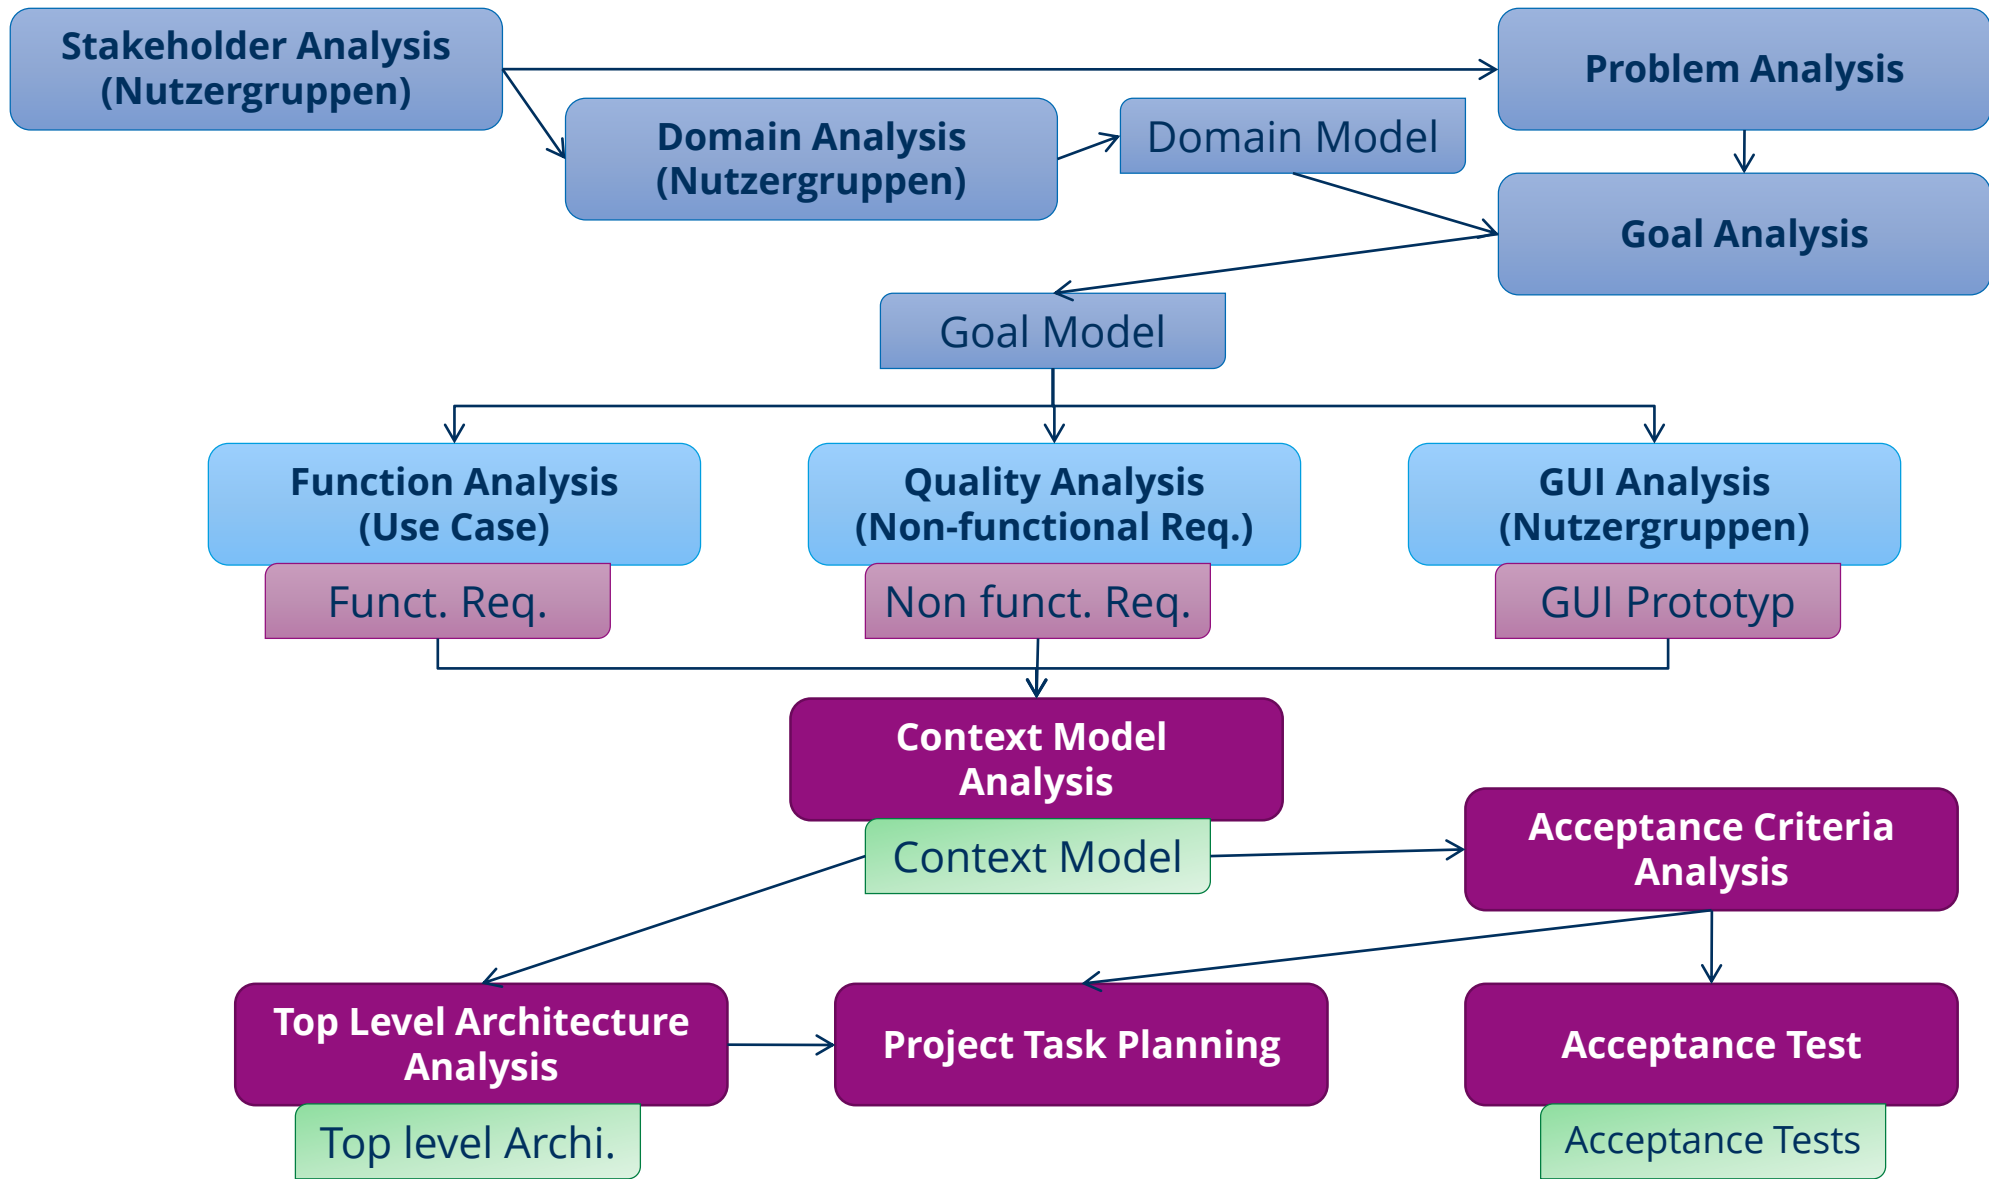 Stakeholder Analysis
(Nutzergruppen)
Problem Analysis
Domain Analysis
(Nutzergruppen)
Domain Model
Goal Analysis
Goal Model
Function Analysis
(Use Case)
Quality Analysis
(Non-functional Req.)
GUI Analysis
(Nutzergruppen)
Funct. Req.
Non funct. Req.
GUI Prototyp
Context Model
Analysis
Context Model
Acceptance Criteria
Analysis
Top Level Architecture
Analysis
Project Task Planning
Acceptance Test
Top level Archi.
Acceptance Tests